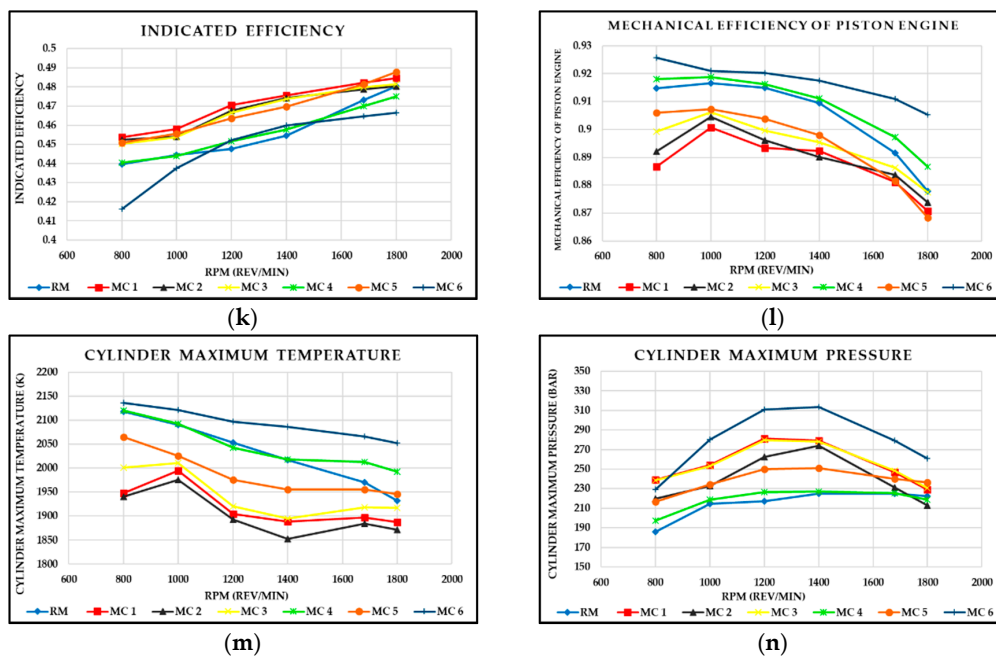 INDICATED EFFICIENCY
INDICATED EFFICIENCY
0.5
0.49
0.48
0.47
0.46
0.45
0.44
0.43
0.42
0.41
0.4
600 800 1000 1200 1400 1600 1800 2000
RPM (REV/MIN)
RM MC 1 MC 2 MC 3 MC 4 MC 5 MC 6
(k)
MECHANICAL EFFICIENCY OF PISTON ENGINE
MECHANICAL EFFICIENCY OF PISTON ENGINE
0.93
0.92
0.91
0.9
0.89
0.88
0.87
0.86
600 800 1000 1200 1400 1600 1800 2000
RPM (REV/MIN)
RM MC 1 MC 2 MC 3 MC 4 MC 5 MC 6
(l)
CYLINDER MAXIMUM TEMPERATURE
CYLINDER MAXIMUM TEMPERATURE (K)
2200
2150
2100
2050
2000
1950
1900
1850
1800
600 800 1000 1200 1400 1600 1800 2000
RPM (REV/MIN)
RM MC 1 MC 2 MC 3 MC 4 MC 5 MC 6
(m)
CYLINDER MAXIMUM PRESSURE
CYLINDER MAXIMUM PRESSURE (BAR)
350
330
310
290
270
250
230
210
190
170
150
600 800 1000 1200 1400 1600 1800 2000
RPM (REV/MIN)
RM MC 1 MC 2 MC 3 MC 4 MC 5 MC 6
(n)